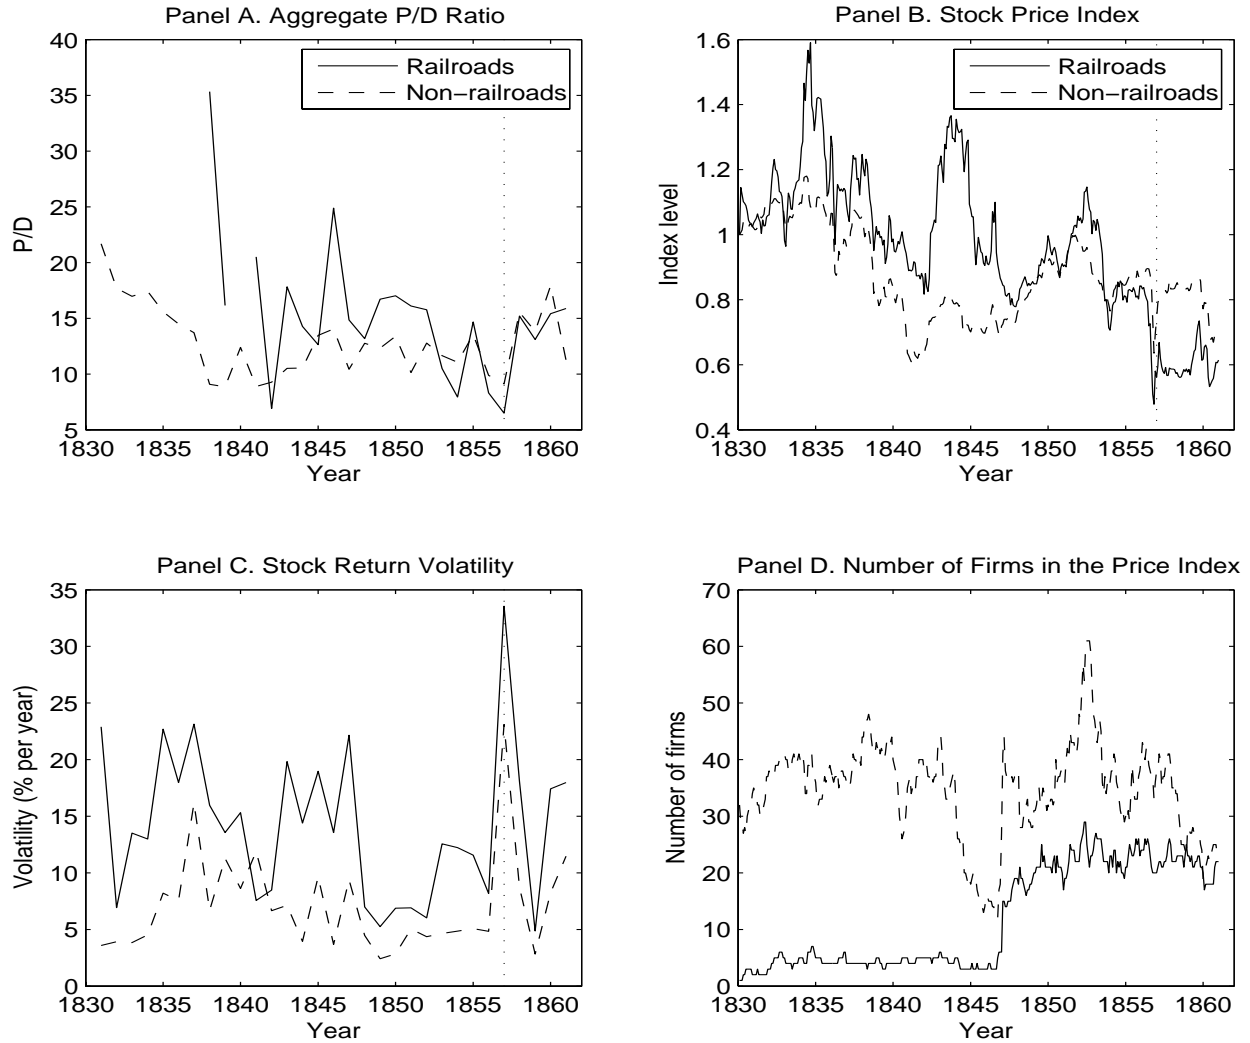 Panel A. Aggregate P/D Ratio
40
35
30
25
20
15
10
5
P/D
Railroads
Non−railroads
1830 1835 1840 1845 1850 1855 1860
Year
Panel B. Stock Price Index
1.6
1.4
1.2
1
0.8
0.6
0.4
Index level
Railroads
Non−railroads
1830 1835 1840 1845 1850 1855 1860
Year
Panel C. Stock Return Volatility
35
30
25
20
15
10
5
0
Volatility (% per year)
1830 1835 1840 1845 1850 1855 1860
Year
Panel D. Number of Firms in the Price Index
70
60
50
40
30
20
10
0
Number of firms
1830 1835 1840 1845 1850 1855 1860
Year